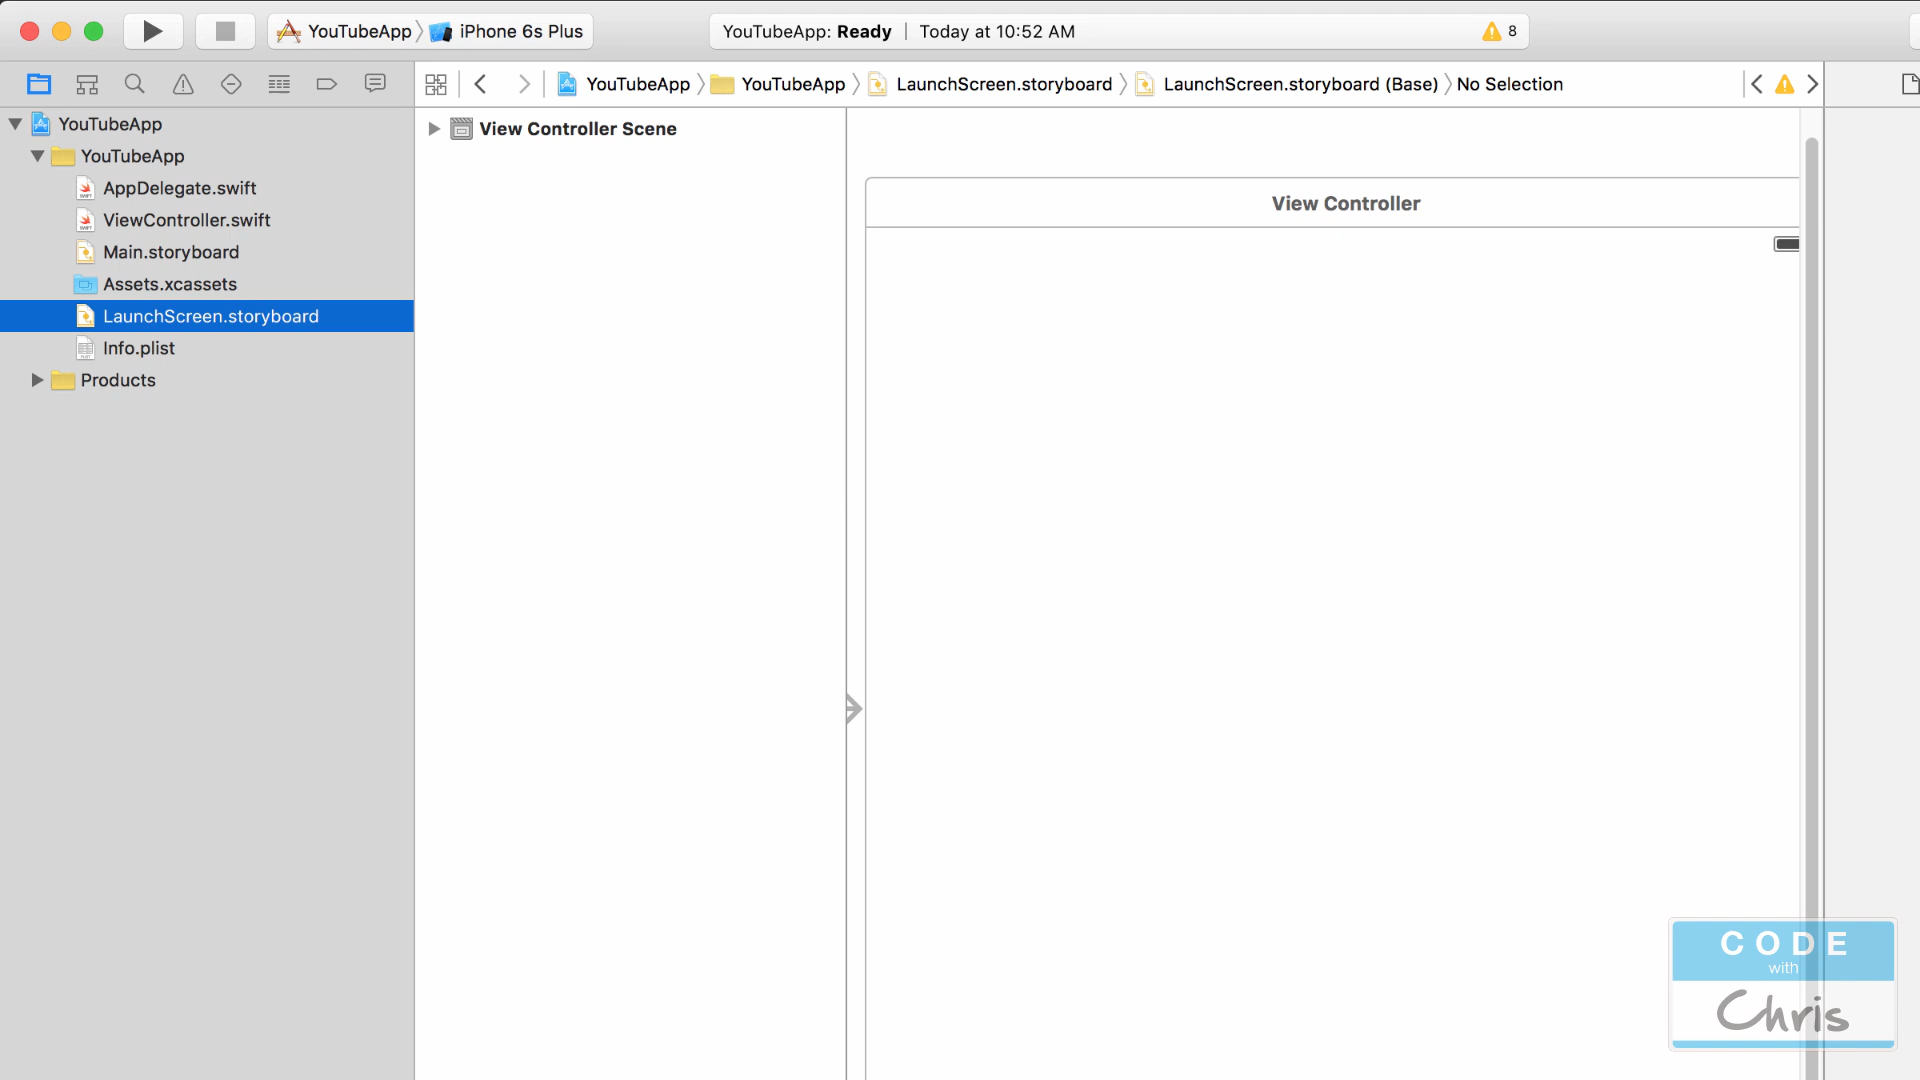 YouTubeApp iPhone 6s Plus YouTubeApp: Ready Today at 10:52 AM 8
YouTubeApp YouTubeApp LaunchScreen.storyboard LaunchScreen.storyboard (Base) No Selection
YouTubeApp
YouTubeApp
AppDelegate.swift
ViewController.swift
Main.storyboard
Assets.xcassets
LaunchScreen.storyboard
Info.plist
Products
View Controller Scene
View Controller
CODE
with
Chris